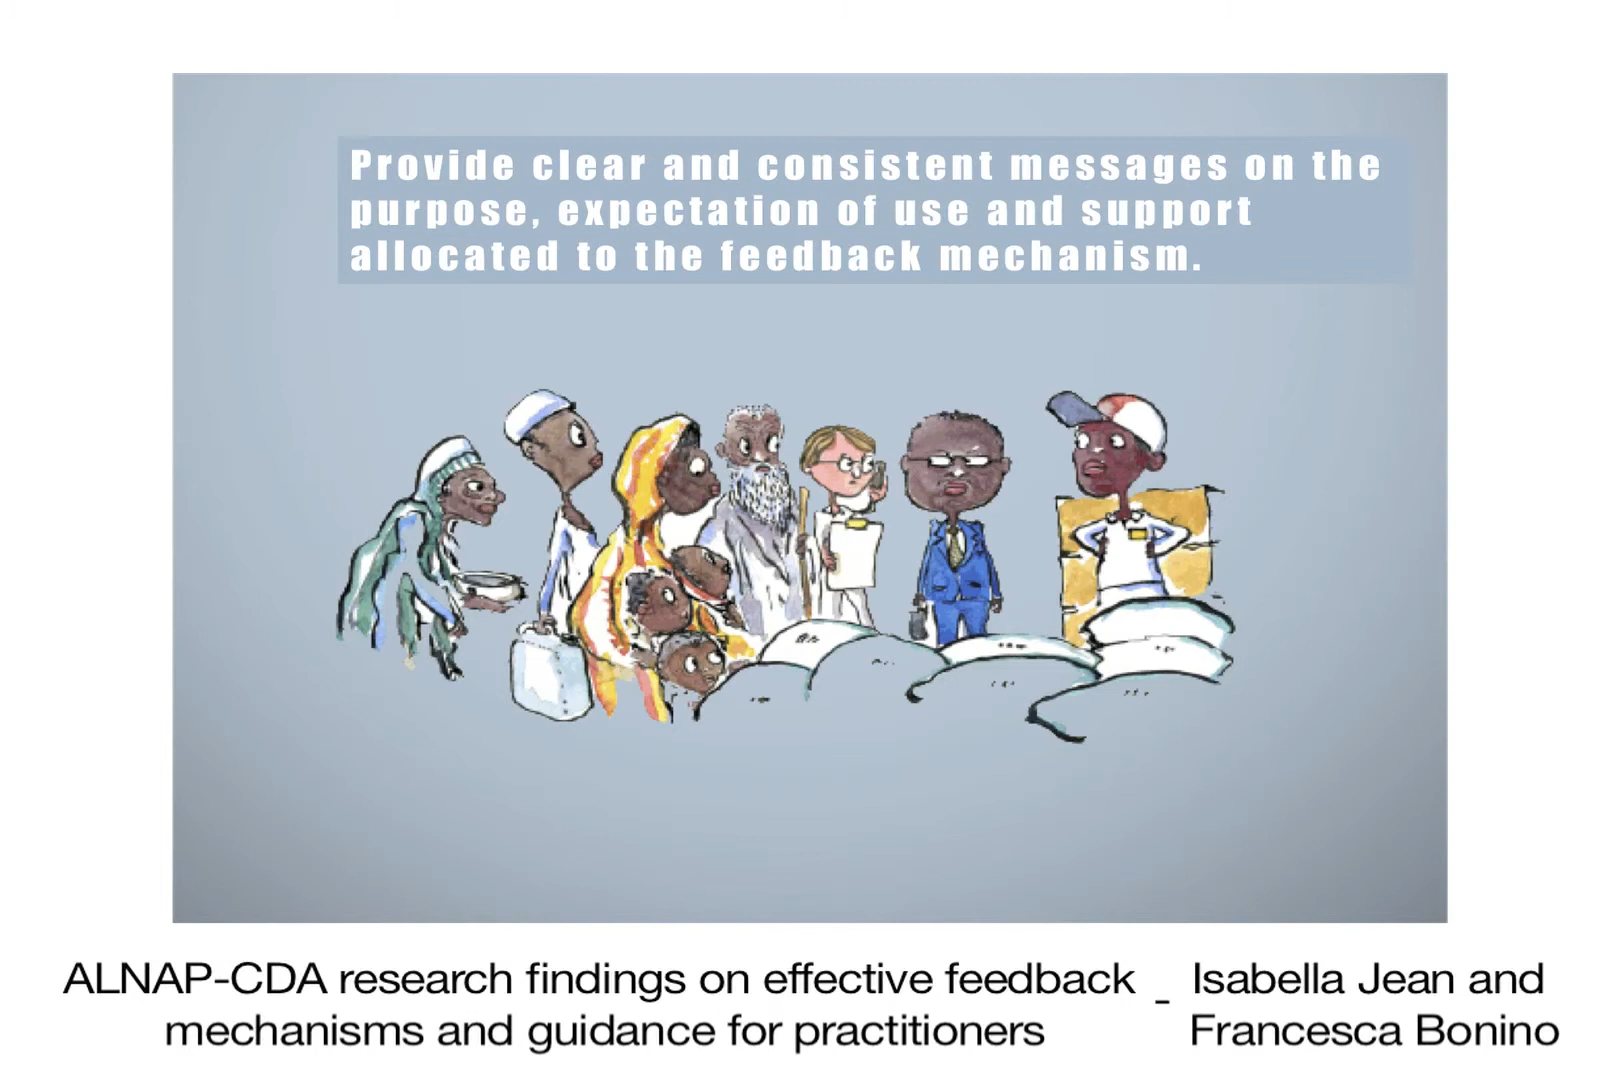 Provide clear and consistent messages on the
purpose, expectation of use and support
allocated to the feedback mechanism.
ALNAP-CDA research findings on effective feedback
mechanisms and guidance for practitioners
-
Isabella Jean and
Francesca Bonino